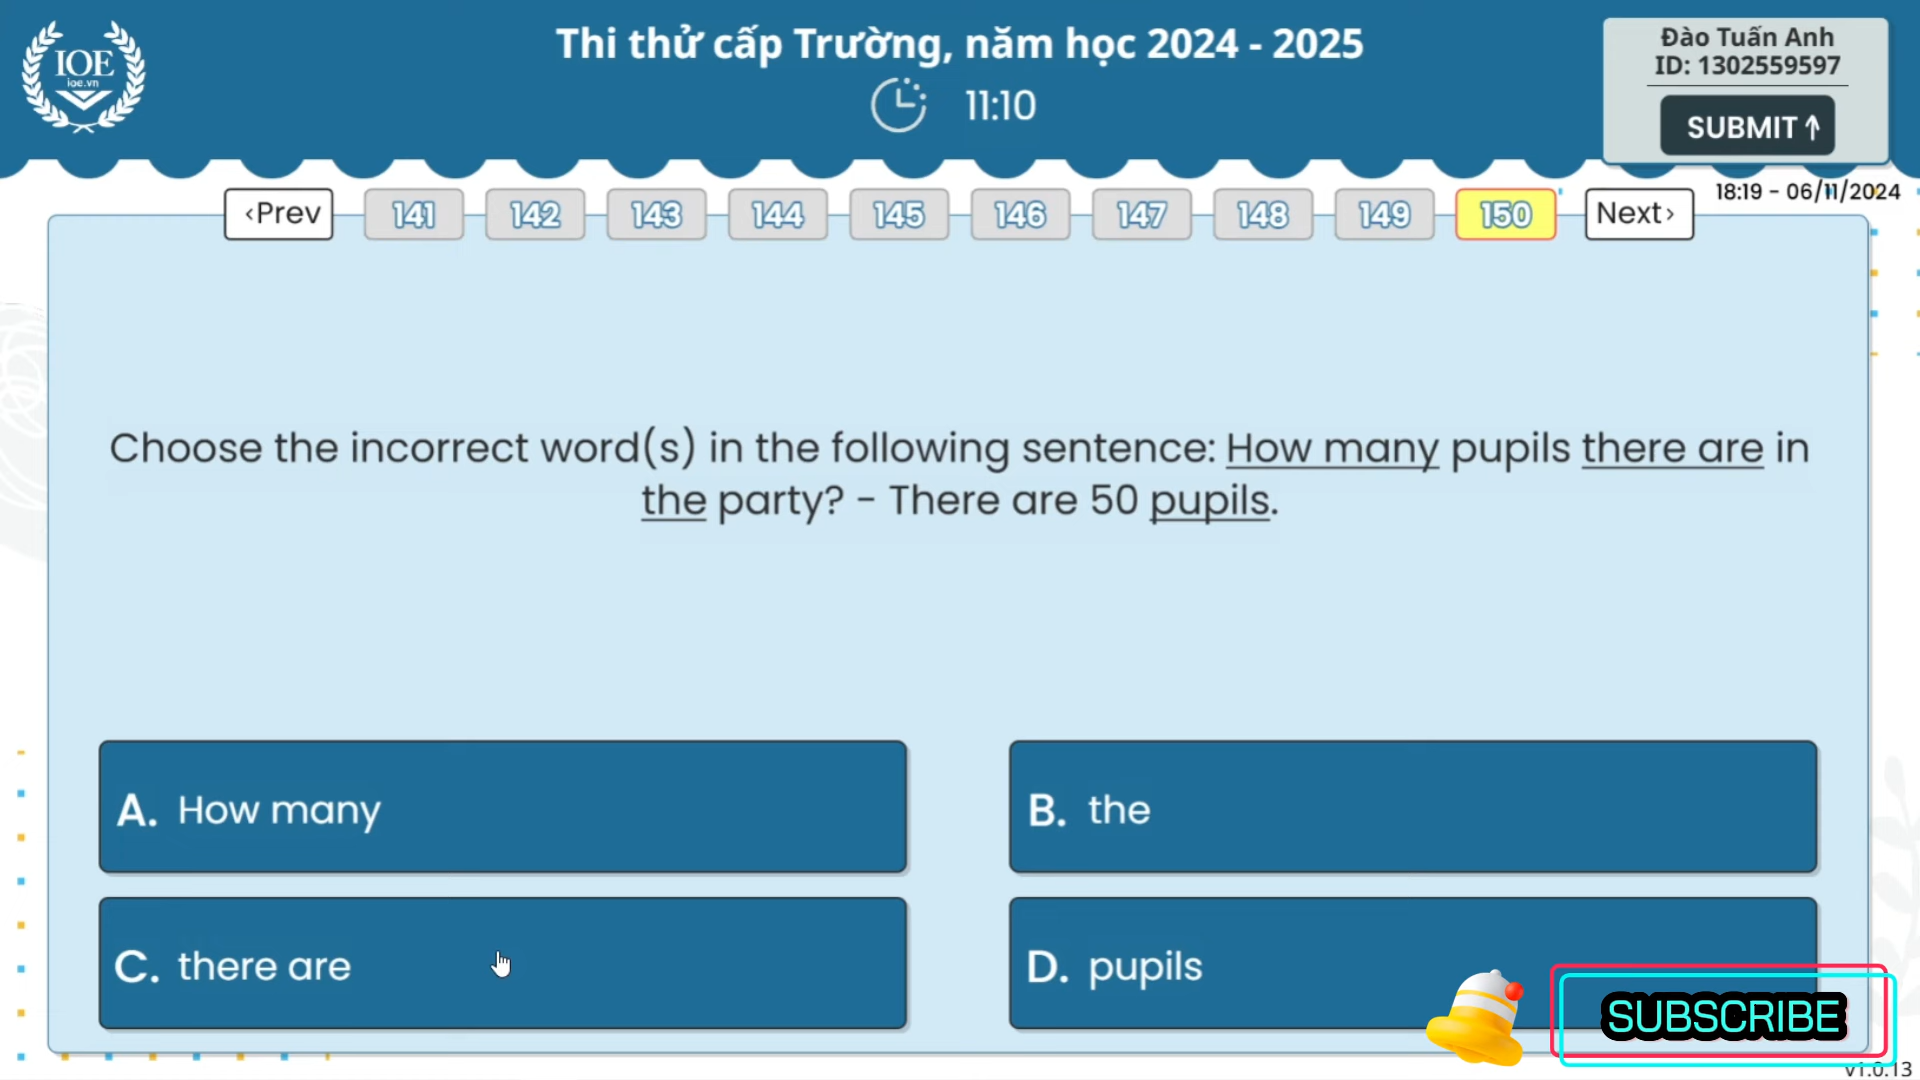 IOE
ioe.vn
Thi thử cấp Trường, năm học 2024 - 2025
11:10
Đào Tuấn Anh
ID: 1302559597
SUBMIT
18:19 - 06/11/2024
‹Prev 141 142 143 144 145 146 147 148 149 150 Next›
Choose the incorrect word(s) in the following sentence: How many pupils there are in
the party? - There are 50 pupils.
A. How many
B. the
C. there are
D. pupils
SUBSCRIBE
v1.0.13